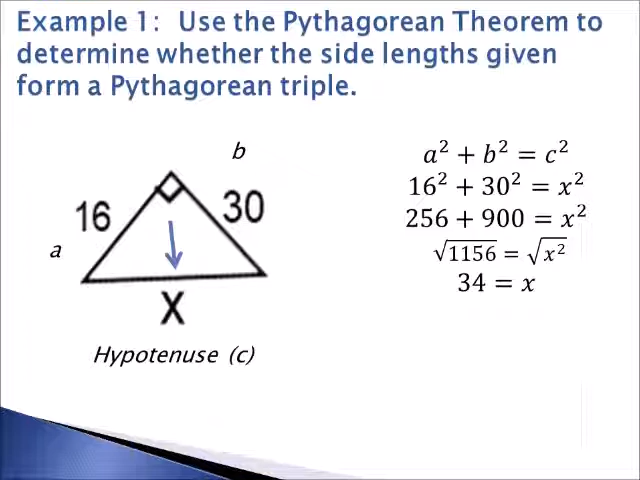 Example 1:  Use the Pythagorean Theorem to
determine whether the side lengths given
form a Pythagorean triple.
b
16
30
a
X
Hypotenuse (c)
a² + b² = c²
16² + 30² = x²
256 + 900 = x²
√1156 = √x²
34 = x